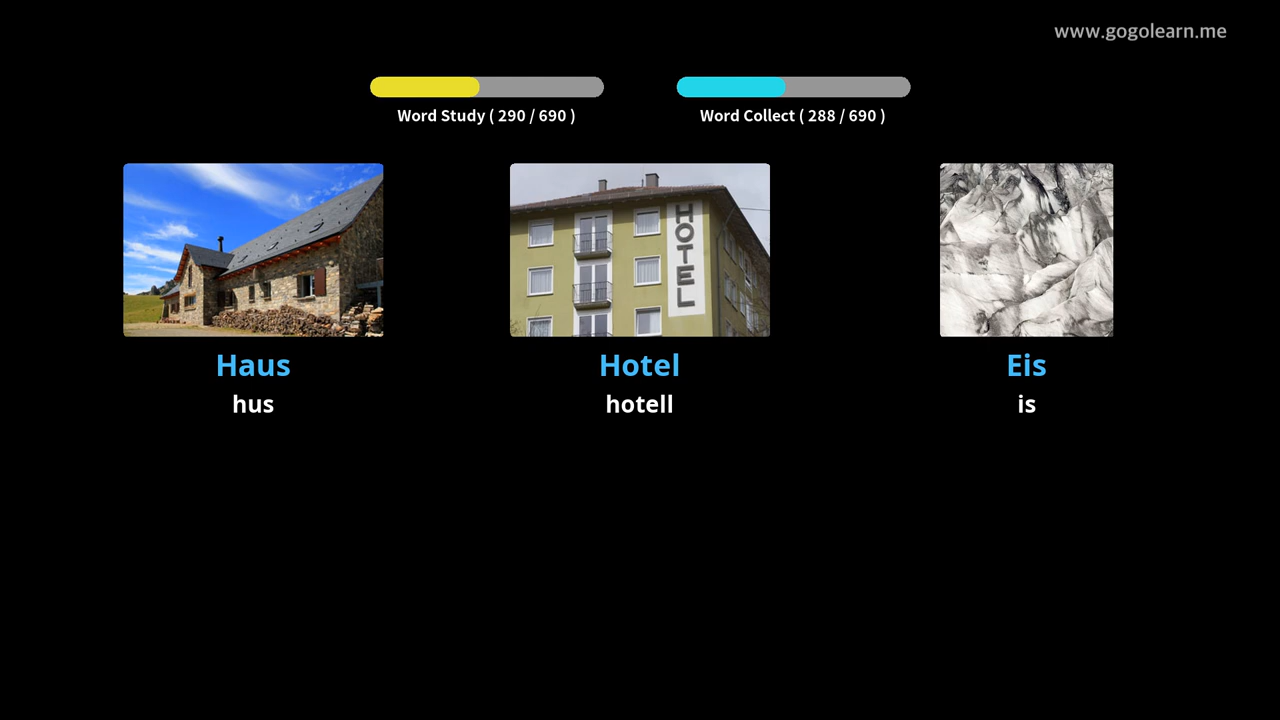 www.gogolearn.me
Word Study ( 290 / 690 )
Word Collect ( 288 / 690 )
HOTEL
Haus
hus
Hotel
hotell
Eis
is